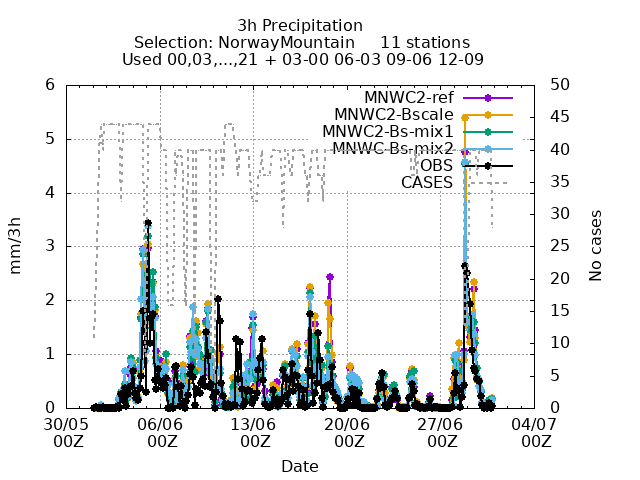 3h Precipitation
Selection: NorwayMountain 11 stations
Used 00,03,...,21 + 03-00 06-03 09-06 12-09
6
5
4
3
2
1
0
50
45
40
35
30
25
20
15
10
5
0
mm/3h
No cases
MNWC2-ref
MNWC2-Bscale
MNWC2-Bs-mix1
MNWC-Bs-mix2
OBS
CASES
30/05 06/06 13/06 20/06 27/06 04/07
00Z 00Z 00Z 00Z 00Z 00Z
Date